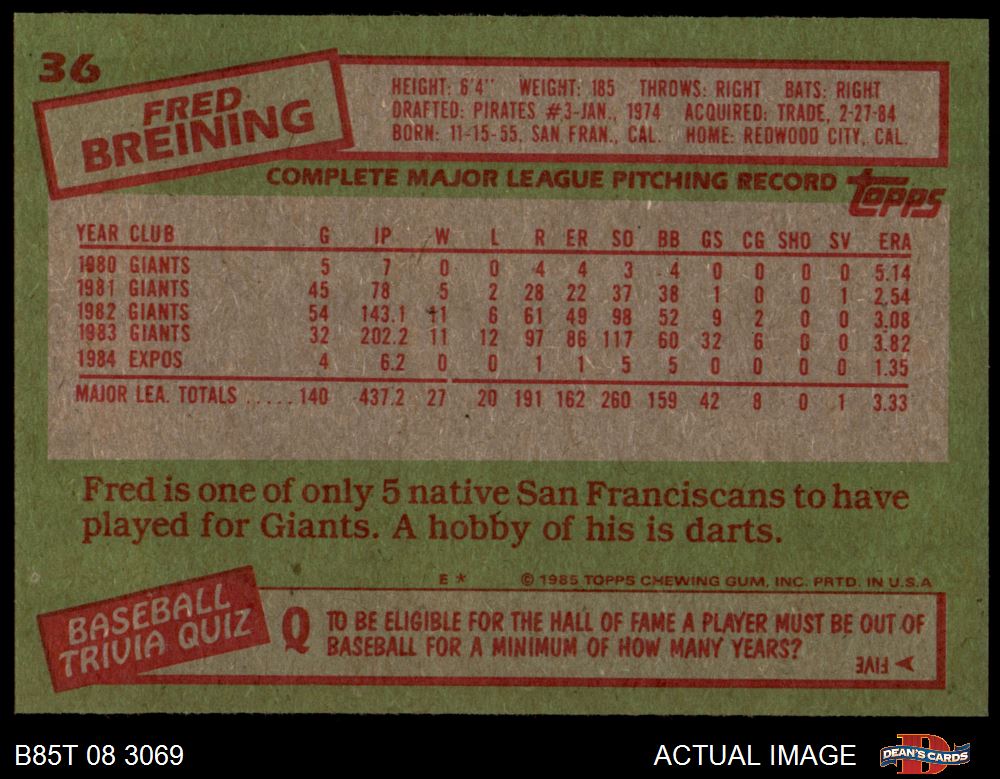 36
FRED
BREINING
HEIGHT: 6'4" WEIGHT: 185 THROWS: RIGHT BATS: RIGHT
DRAFTED: PIRATES #3-JAN., 1974 ACQUIRED: TRADE, 2-27-84
BORN: 11-15-55, SAN FRAN., CAL. HOME: REDWOOD CITY, CAL.
COMPLETE MAJOR LEAGUE PITCHING RECORD topps
YEAR CLUB G IP W L R ER SO BB GS CG SHO SV ERA
1980 GIANTS 5 7 0 0 4 4 3 4 0 0 0 0 5.14
1981 GIANTS 45 78 5 2 28 22 37 38 1 0 0 1 2.54
1982 GIANTS 54 143.1 11 6 61 49 98 52 9 2 0 0 3.08
1983 GIANTS 32 202.2 11 12 97 86 117 60 32 6 0 0 3.82
1984 EXPOS 4 6.2 0 0 1 1 5 5 0 0 0 0 1.35
MAJOR LEA. TOTALS ..... 140 437.2 27 20 191 162 260 159 42 8 0 1 3.33
Fred is one of only 5 native San Franciscans to have
played for Giants. A hobby of his is darts.
E * © 1985 TOPPS CHEWING GUM, INC. PRTD. IN U.S.A
BASEBALL
TRIVIA QUIZ
Q TO BE ELIGIBLE FOR THE HALL OF FAME A PLAYER MUST BE OUT OF
BASEBALL FOR A MINIMUM OF HOW MANY YEARS?
FIVE
B85T 08 3069 ACTUAL IMAGE DEAN'S CARDS